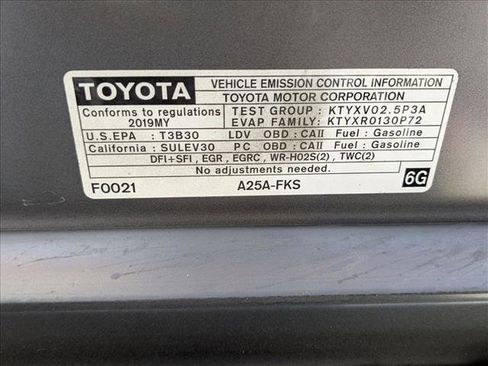 TOYOTA VEHICLE EMISSION CONTROL INFORMATION
TOYOTA MOTOR CORPORATION
Conforms to regulations
2019MY
TEST GROUP : KTYXV02.5P3A
EVAP FAMILY: KTYXR0130P72
U.S.EPA : T3B30 LDV OBD : CAII Fuel : Gasoline
California : SULEV30 PC OBD : CAII Fuel : Gasoline
DFI+SFI , EGR , EGRC , WR-HO2S(2) , TWC(2)
No adjustments needed.
F0021 A25A-FKS 6G